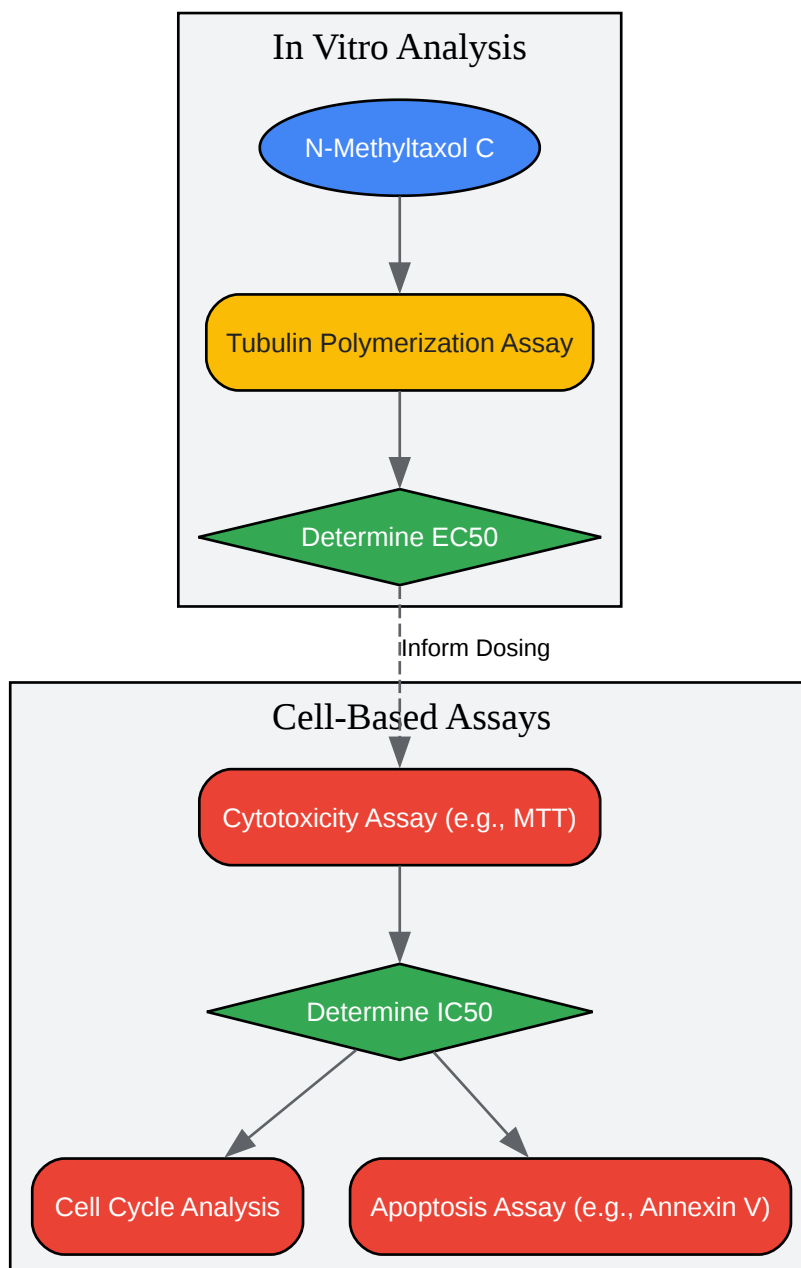 In Vitro Analysis
N-Methyltaxol C
Tubulin Polymerization Assay
Determine EC50
Inform Dosing
Cell-Based Assays
Cytotoxicity Assay (e.g., MTT)
Determine IC50
Cell Cycle Analysis
Apoptosis Assay (e.g., Annexin V)